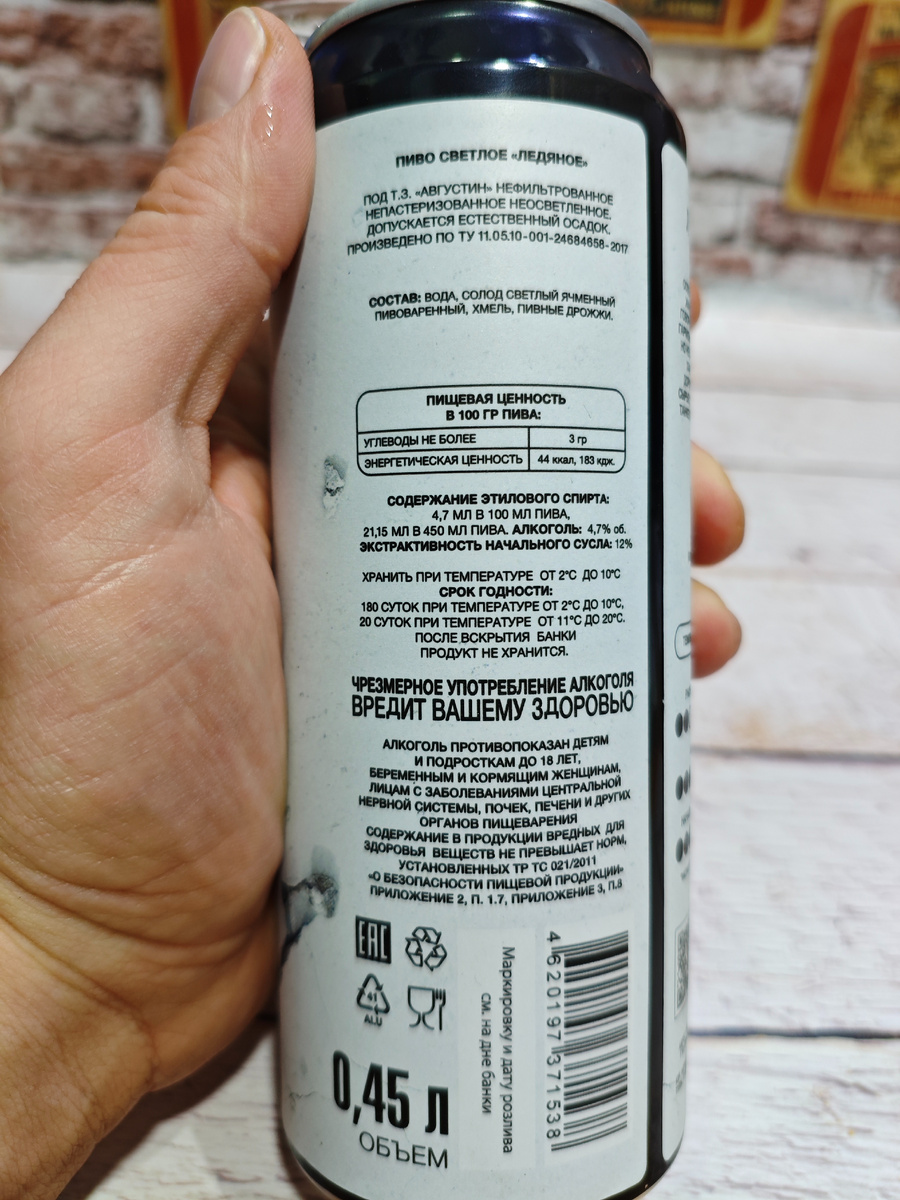 ПИВО СВЕТЛОЕ «ЛЕДЯНОЕ»
ПОД Т.З. «АВГУСТИН» НЕФИЛЬТРОВАННОЕ
НЕПАСТЕРИЗОВАННОЕ НЕОСВЕТЛЕННОЕ.
ДОПУСКАЕТСЯ ЕСТЕСТВЕННЫЙ ОСАДОК.
ПРОИЗВЕДЕНО ПО ТУ 11.05.10-001-24684658-2017
СОСТАВ: ВОДА, СОЛОД СВЕТЛЫЙ ЯЧМЕННЫЙ
ПИВОВАРЕННЫЙ, ХМЕЛЬ, ПИВНЫЕ ДРОЖЖИ.
ПИЩЕВАЯ ЦЕННОСТЬ
В 100 ГР ПИВА:
УГЛЕВОДЫ НЕ БОЛЕЕ 3 гр
ЭНЕРГЕТИЧЕСКАЯ ЦЕННОСТЬ 44 ккал, 183 кдж.
СОДЕРЖАНИЕ ЭТИЛОВОГО СПИРТА:
4,7 МЛ В 100 МЛ ПИВА,
21,15 МЛ В 450 МЛ ПИВА. АЛКОГОЛЬ: 4,7% об.
ЭКСТРАКТИВНОСТЬ НАЧАЛЬНОГО СУСЛА: 12%
ХРАНИТЬ ПРИ ТЕМПЕРАТУРЕ ОТ 2°С ДО 10°С
СРОК ГОДНОСТИ:
180 СУТОК ПРИ ТЕМПЕРАТУРЕ ОТ 2°С ДО 10°С,
20 СУТОК ПРИ ТЕМПЕРАТУРЕ ОТ 11°С ДО 20°С.
ПОСЛЕ ВСКРЫТИЯ БАНКИ
ПРОДУКТ НЕ ХРАНИТСЯ.
ЧРЕЗМЕРНОЕ УПОТРЕБЛЕНИЕ АЛКОГОЛЯ
ВРЕДИТ ВАШЕМУ ЗДОРОВЬЮ
АЛКОГОЛЬ ПРОТИВОПОКАЗАН ДЕТЯМ
И ПОДРОСТКАМ ДО 18 ЛЕТ,
БЕРЕМЕННЫМ И КОРМЯЩИМ ЖЕНЩИНАМ,
ЛИЦАМ С ЗАБОЛЕВАНИЯМИ ЦЕНТРАЛЬНОЙ
НЕРВНОЙ СИСТЕМЫ, ПОЧЕК, ПЕЧЕНИ И ДРУГИХ
ОРГАНОВ ПИЩЕВАРЕНИЯ
СОДЕРЖАНИЕ В ПРОДУКЦИИ ВРЕДНЫХ ДЛЯ
ЗДОРОВЬЯ ВЕЩЕСТВ НЕ ПРЕВЫШАЕТ НОРМ,
УСТАНОВЛЕННЫХ ТР ТС 021/2011
«О БЕЗОПАСНОСТИ ПИЩЕВОЙ ПРОДУКЦИИ»
ПРИЛОЖЕНИЕ 2, П. 1.7, ПРИЛОЖЕНИЕ 3, П.8
EAC
41
ALU
Маркировку и дату розлива
см. на дне банки
4 620197 371538
0,45 л
ОБЪЕМ